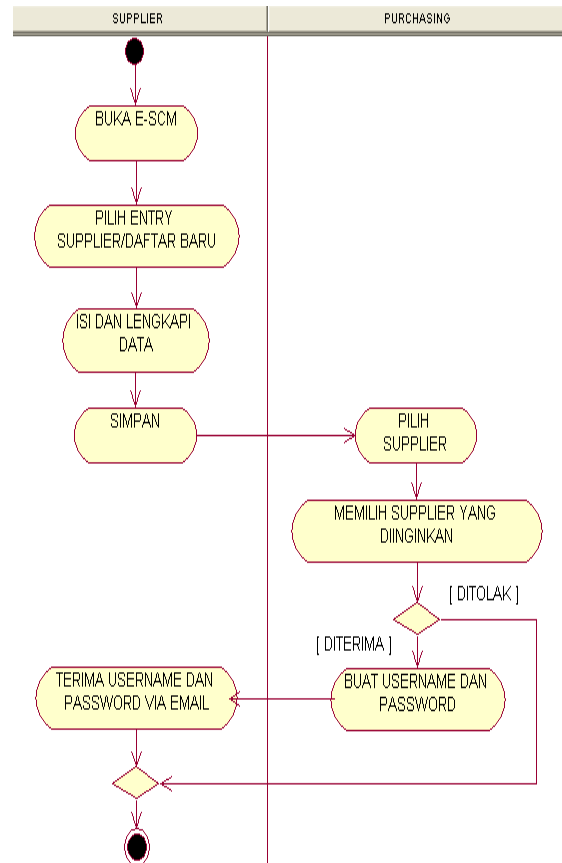 SUPPLIER
PURCHASING
BUKA E-SCM
PILIH ENTRY
SUPPLIER/DAFTAR BARU
ISI DAN LENGKAPI
DATA
SIMPAN
PILIH
SUPPLIER
MEMILIH SUPPLIER YANG
DIINGINKAN
[ DITOLAK ]
[ DITERIMA ]
BUAT USERNAME DAN
PASSWORD
TERIMA USERNAME DAN
PASSWORD VIA EMAIL